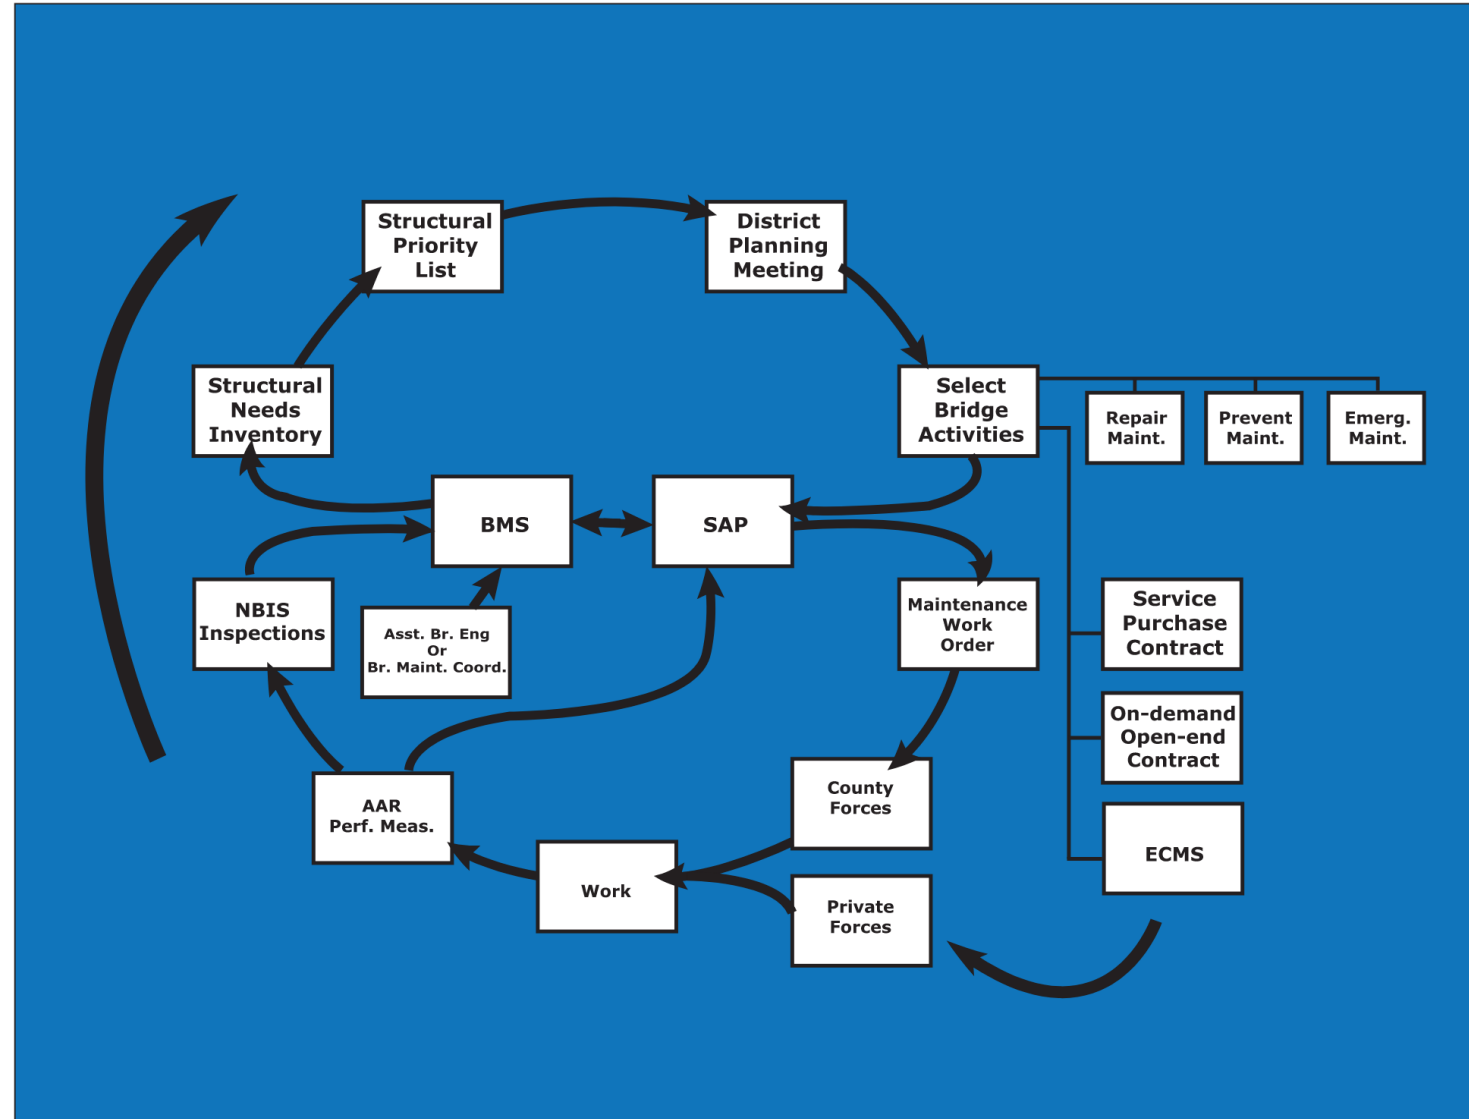 Structural
Priority
List
District
Planning
Meeting
Structural
Needs
Inventory
Select
Bridge
Activities
Repair
Maint.
Prevent
Maint.
Emerg.
Maint.
BMS
SAP
NBIS
Inspections
Asst. Br. Eng
Or
Br. Maint. Coord.
Maintenance
Work
Order
Service
Purchase
Contract
On-demand
Open-end
Contract
AAR
Perf. Meas.
County
Forces
ECMS
Work
Private
Forces